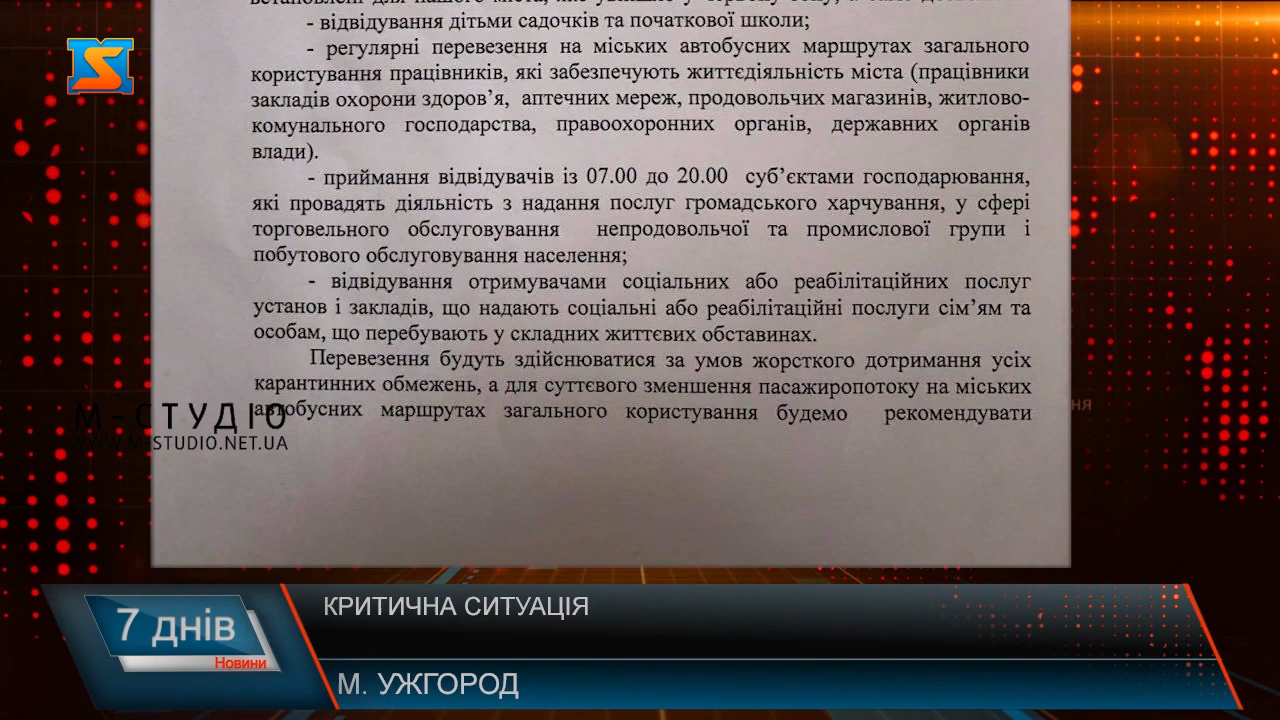 - відвідування дітьми садочків та початкової школи;
- регулярні перевезення на міських автобусних маршрутах загального
користування працівників, які забезпечують життєдіяльність міста (працівники
закладів охорони здоров’я, аптечних мереж, продовольчих магазинів, житлово-
комунального господарства, правоохоронних органів, державних органів
влади).
- приймання відвідувачів із 07.00 до 20.00 суб’єктами господарювання,
які провадять діяльність з надання послуг громадського харчування, у сфері
торговельного обслуговування непродовольчої та промислової групи і
побутового обслуговування населення;
- відвідування отримувачами соціальних або реабілітаційних послуг
установ і закладів, що надають соціальні або реабілітаційні послуги сім’ям та
особам, що перебувають у складних життєвих обставинах.
Перевезення будуть здійснюватися за умов жорсткого дотримання усіх
карантинних обмежень, а для суттєвого зменшення пасажиропотоку на міських
автобусних маршрутах загального користування будемо рекомендувати
М-СТУДІО
WWW.M-STUDIO.NET.UA
7 днів
Новини
КРИТИЧНА СИТУАЦІЯ
М. УЖГОРОД